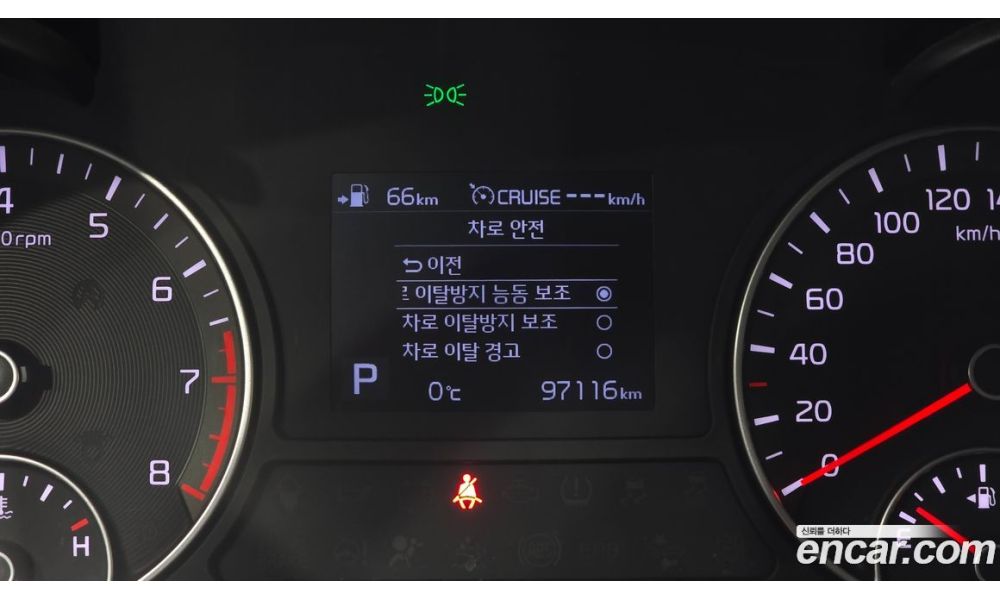 66km CRUISE ---km/h
차로 안전
이전
이탈방지 능동 보조
차로 이탈방지 보조
차로 이탈 경고
P 0℃ 97116km
4 5 6 7 8
0rpm
H
0 20 40 60 80 100 120
km/h
E
신뢰를 더하다
encar.com